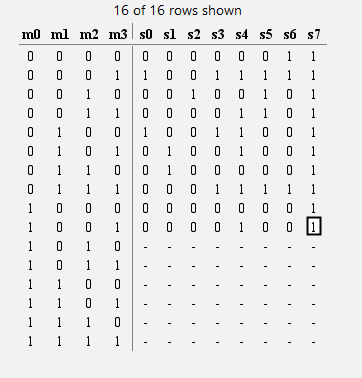 16 of 16 rows shown
m0 m1 m2 m3 s0 s1 s2 s3 s4 s5 s6 s7
0 0 0 0 0 0 0 0 0 0 1 1
0 0 0 1 1 0 0 1 1 1 1 1
0 0 1 0 0 0 1 0 0 1 0 1
0 0 1 1 0 0 0 0 1 1 0 1
0 1 0 0 1 0 0 1 1 0 0 1
0 1 0 1 0 1 0 0 1 0 0 1
0 1 1 0 0 1 0 0 0 0 0 1
0 1 1 1 0 0 0 1 1 1 1 1
1 0 0 0 0 0 0 0 0 0 0 1
1 0 0 1 0 0 0 0 1 0 0 1
1 0 1 0 - - - - - - - -
1 0 1 1 - - - - - - - -
1 1 0 0 - - - - - - - -
1 1 0 1 - - - - - - - -
1 1 1 0 - - - - - - - -
1 1 1 1 - - - - - - - -